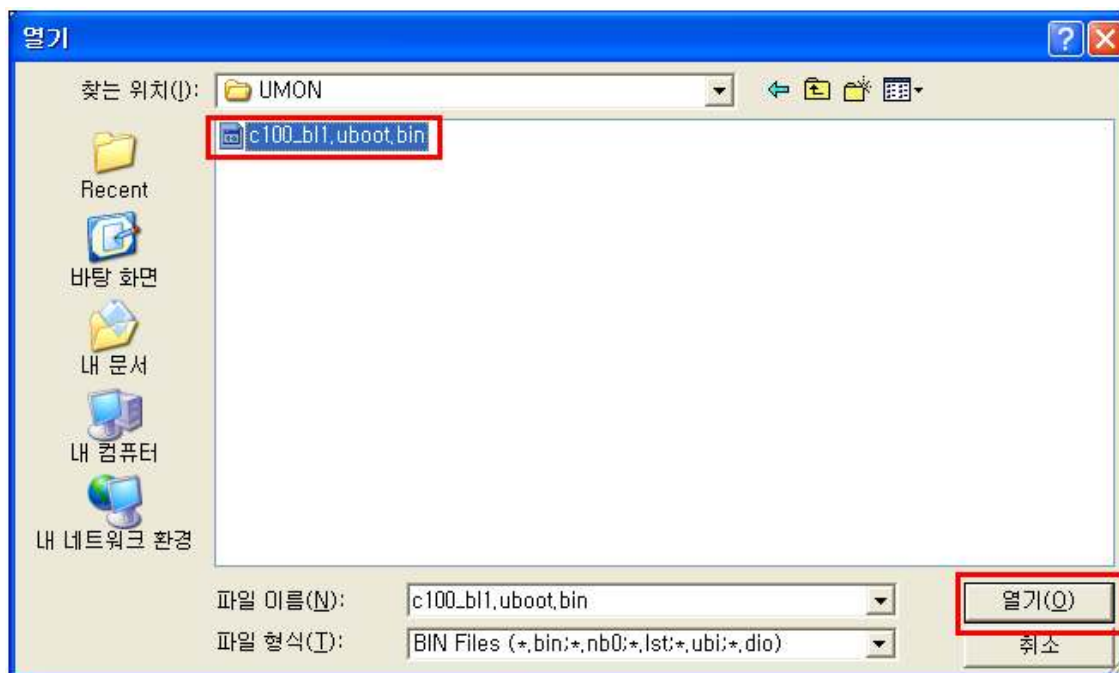 열기
찾는 위치(I): UMON
c100_bl1.uboot.bin
Recent
바탕 화면
내 문서
내 컴퓨터
내 네트워크 환경
파일 이름(N): c100_bl1.uboot.bin 열기(O)
파일 형식(T): BIN Files (*.bin;*.nb0;*.lst;*.ubi;*.dio) 취소